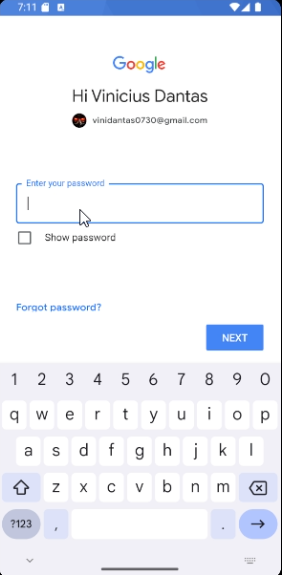 7:11
Google
Hi Vinicius Dantas
vinidantas0730@gmail.com
Enter your password
Show password
Forgot password?
NEXT
1 2 3 4 5 6 7 8 9 0
q w e r t y u i o p
a s d f g h j k l
z x c v b n m
?123 , .